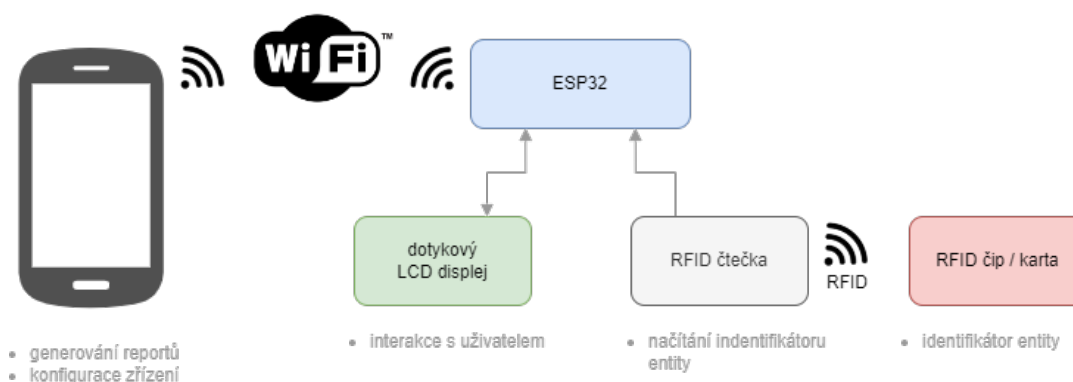 WiFi™
ESP32
dotykový
LCD displej
RFID čtečka
RFID
RFID čip / karta
• generování reportů
• konfigurace zřízení
• interakce s uživatelem
• načítání indentifikátoru
entity
• identifikátor entity